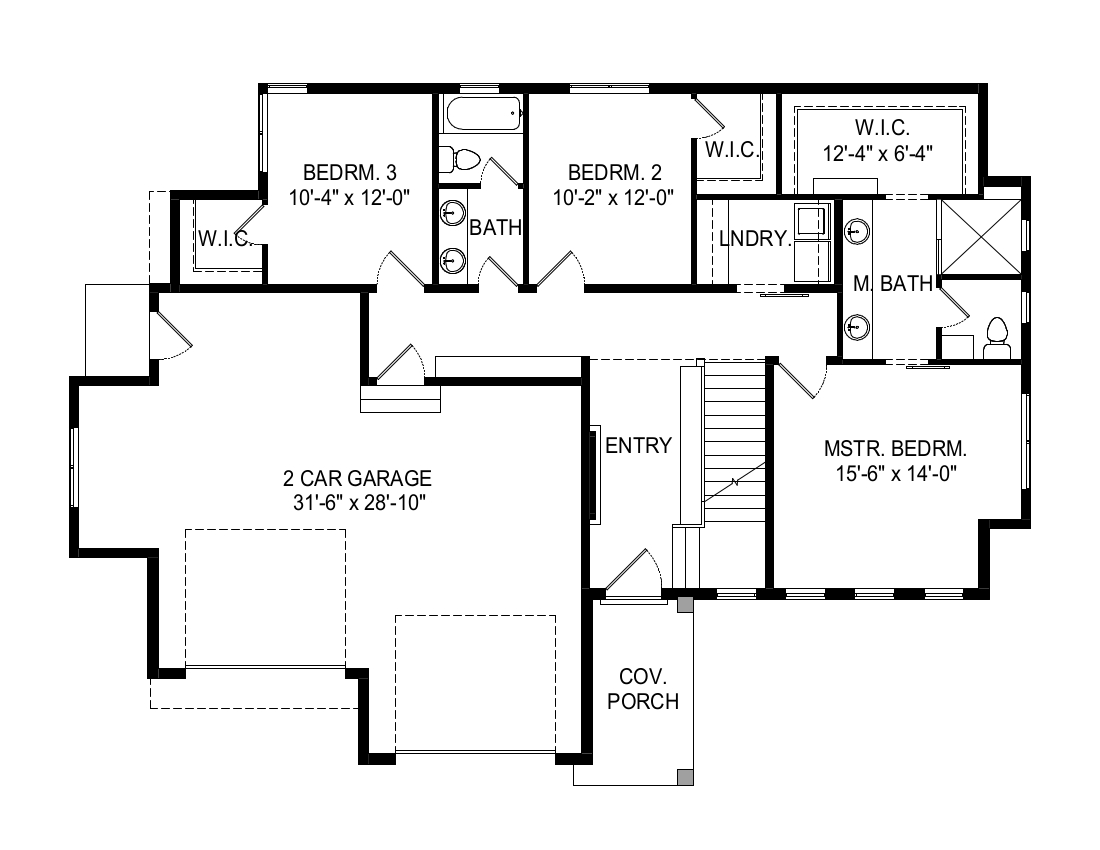 W.I.C.
12'-4" x 6'-4"
W.I.C.
BEDRM. 3
10'-4" x 12'-0"
BEDRM. 2
10'-2" x 12'-0"
W.I.C.
BATH
LNDRY.
M. BATH
ENTRY
MSTR. BEDRM.
15'-6" x 14'-0"
2 CAR GARAGE
31'-6" x 28'-10"
COV.
PORCH